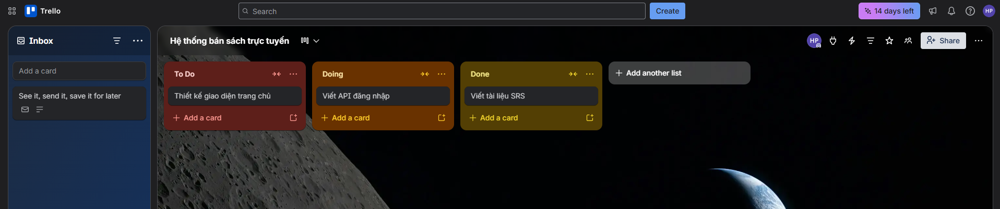 Trello
Search
Create
14 days left
HP
Inbox
Add a card
See it, send it, save it for later
Hệ thống bán sách trực tuyến
HP
Share
To Do
Thiết kế giao diện trang chủ
Add a card
Doing
Viết API đăng nhập
Add a card
Done
Viết tài liệu SRS
Add a card
Add another list